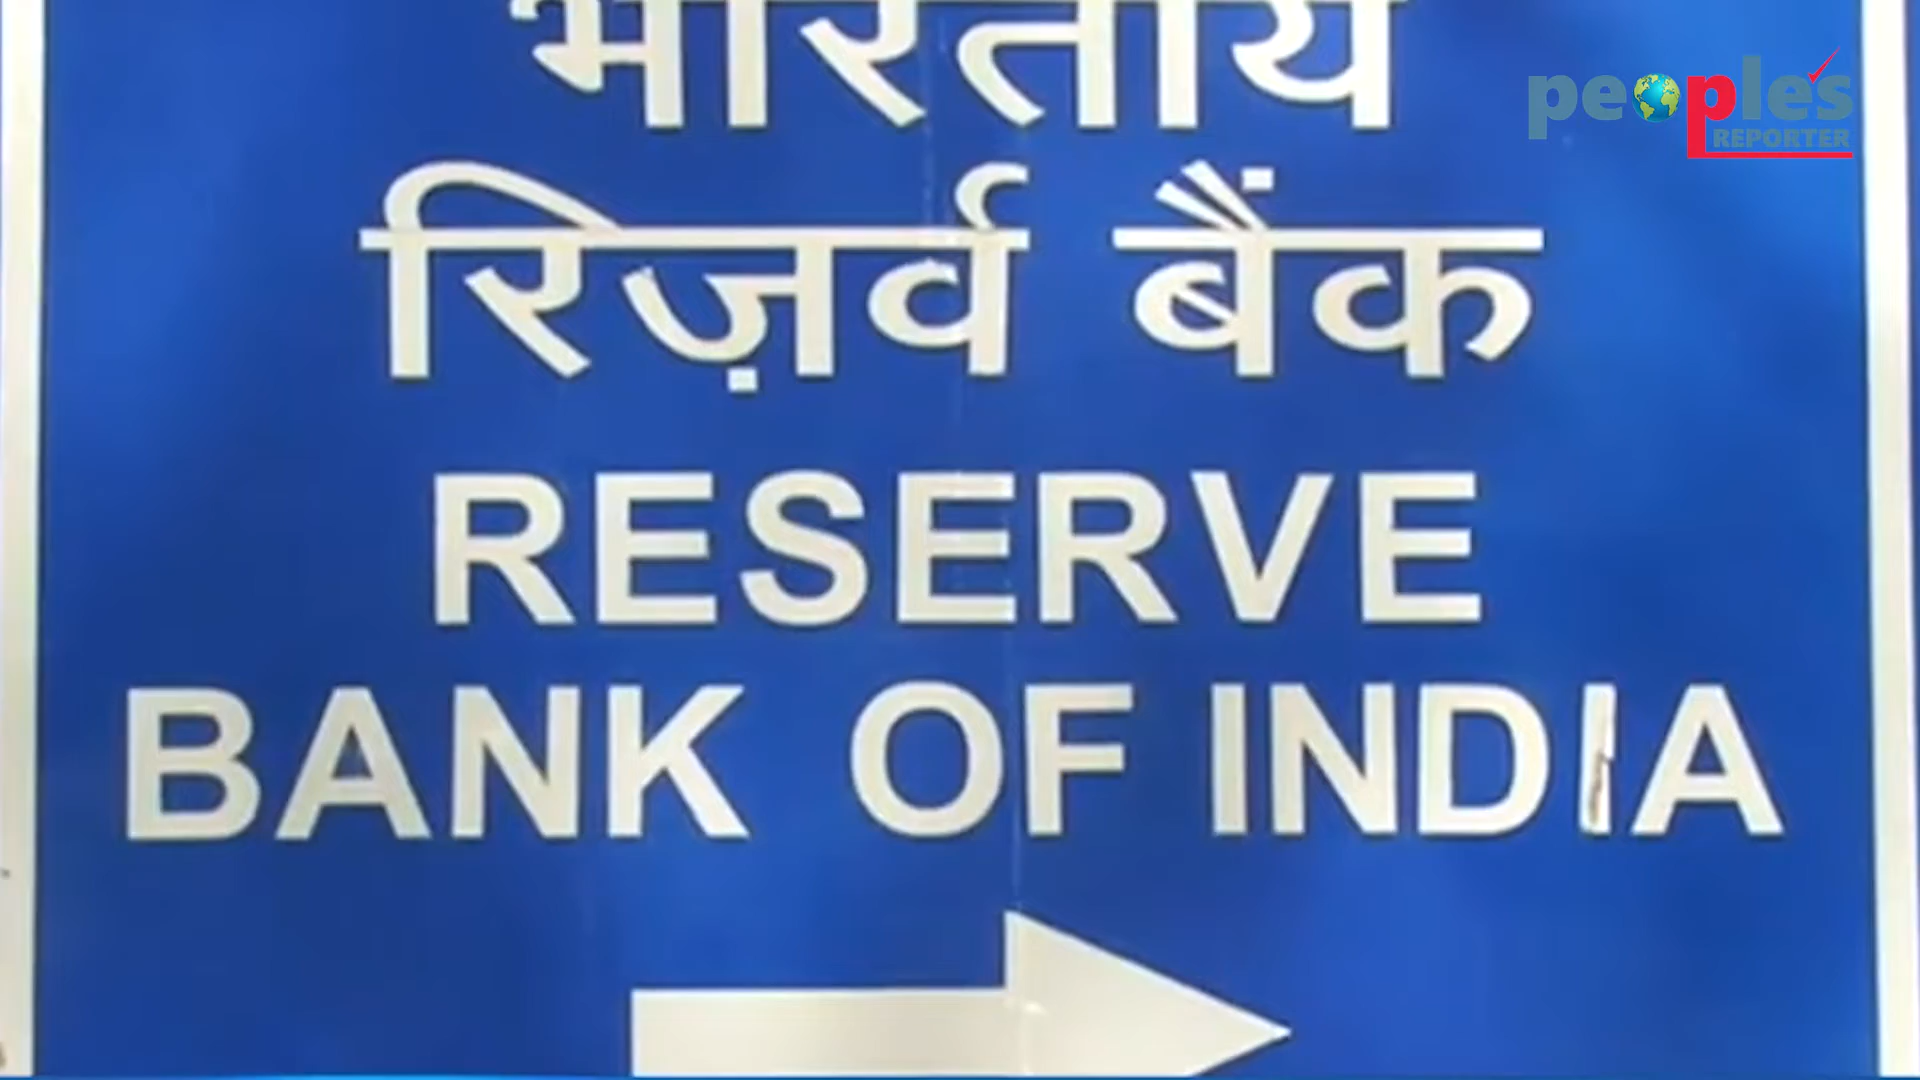 भारतीय
peoples
REPORTER
रिज़र्व बैंक
RESERVE
BANK OF INDIA